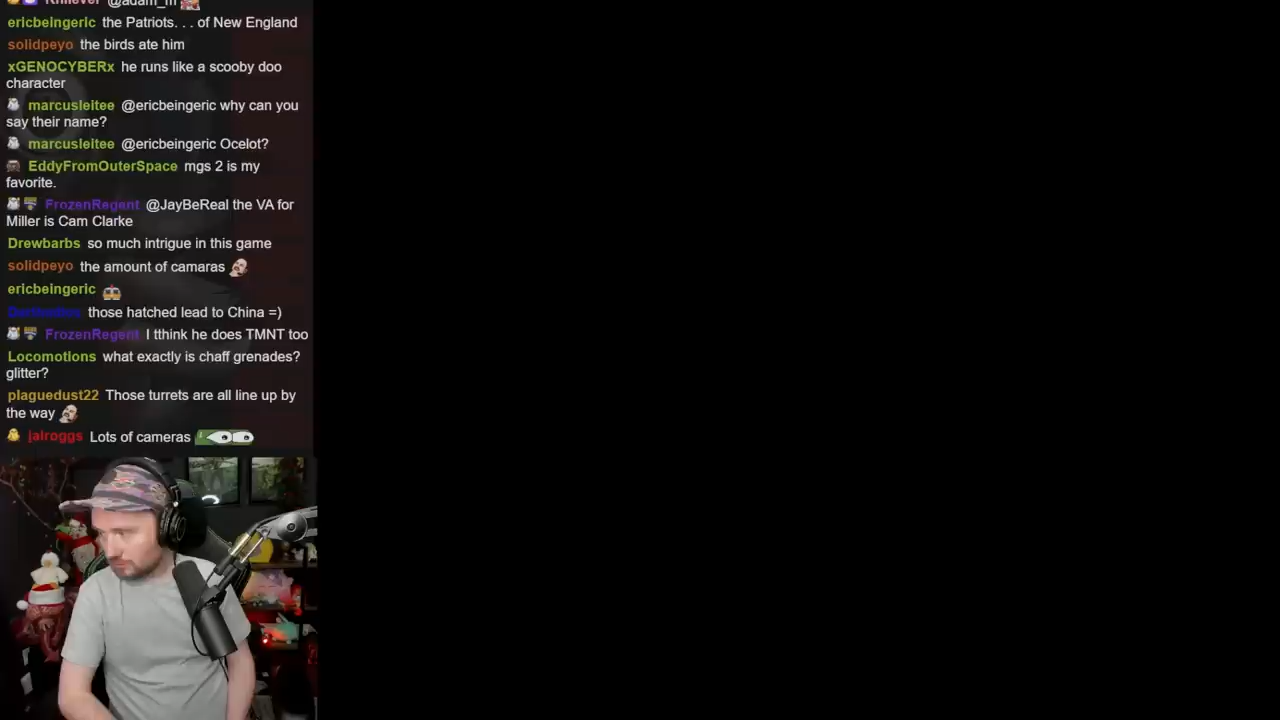 @adam_m
ericbeingeric the Patriots. . . of New England
solidpeyo the birds ate him
xGENOCYBERx he runs like a scooby doo
character
marcusleitee @ericbeingeric why can you
say their name?
marcusleitee @ericbeingeric Ocelot?
EddyFromOuterSpace mgs 2 is my
favorite.
FrozenRegent @JayBeReal the VA for
Miller is Cam Clarke
Drewbarbs so much intrigue in this game
solidpeyo the amount of camaras
ericbeingeric
those hatched lead to China =)
FrozenRegent I tthink he does TMNT too
Locomotions what exactly is chaff grenades?
glitter?
plaguedust22 Those turrets are all line up by
the way
jalroggs Lots of cameras